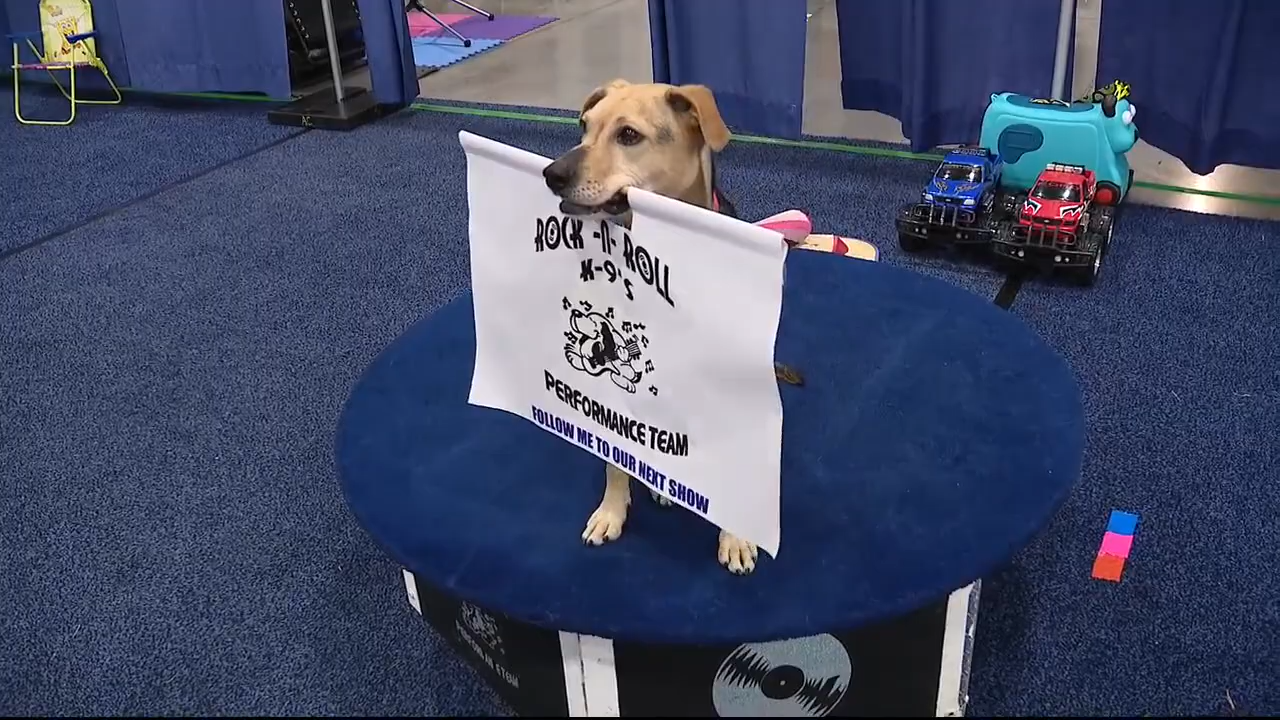 ROCK -N- ROLL
K-9'S
PERFORMANCE TEAM
FOLLOW ME TO OUR NEXT SHOW